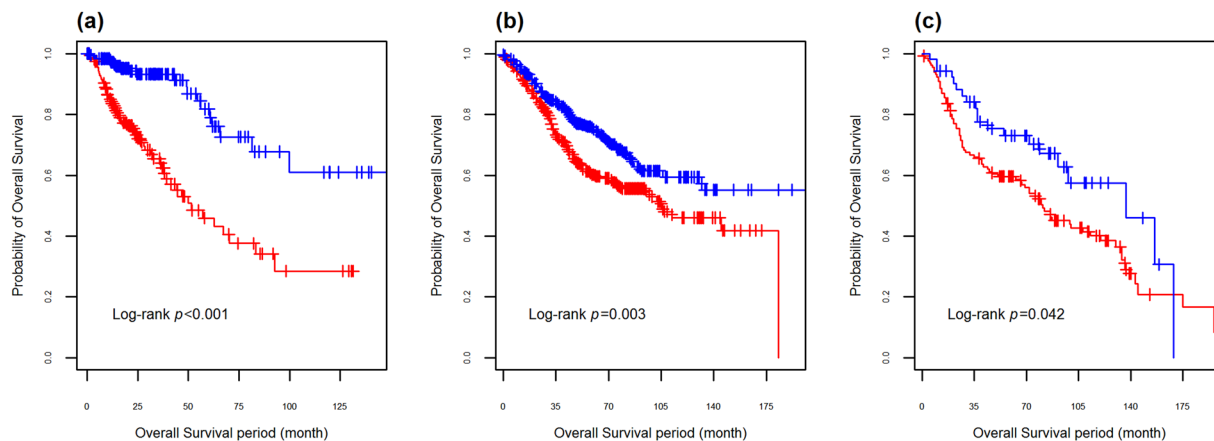 (a)
Probability of Overall Survival
1.0
0.8
0.6
0.4
0.2
0.0
Log-rank p<0.001
0 25 50 75 100 125
Overall Survival period (month)
(b)
Probability of Overall Survival
1.0
0.8
0.6
0.4
0.2
0.0
Log-rank p=0.003
0 35 70 105 140 175
Overall Survival period (month)
(c)
Probability of Overall Survival
1.0
0.8
0.6
0.4
0.2
0.0
Log-rank p=0.042
0 35 70 105 140 175
Overall Survival period (month)